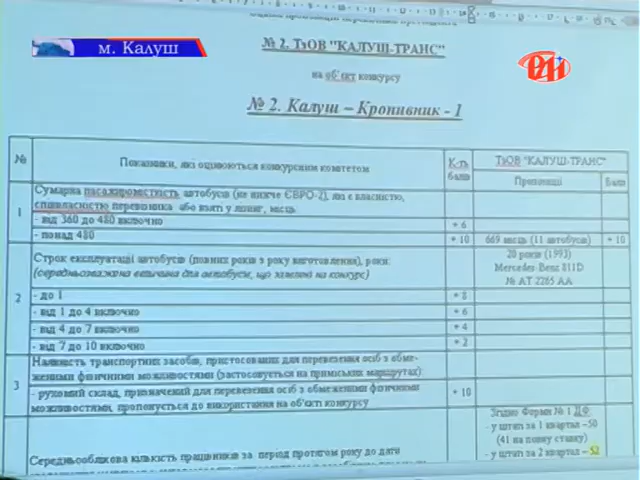 м. Калуш
№ 2. ТзОВ "КАЛУШ-ТРАНС"
на об'єкт конкурсу
№ 2. Калуш – Кропивник - 1
№
Показники, які оцінюються конкурсним комітетом
К-ть балів
ТзОВ "КАЛУШ-ТРАНС"
Пропозиції
Бали
1
Сумарна пасажиромісткість автобусів (не нижче ЄВРО-2), які є власністю,
співвласністю перевізника або взяті у лізинг, місць
- від 360 до 480 включно
+ 6
- понад 480
+ 10
669 місць (11 автобусів)
+ 10
2
Строк експлуатації автобусів (повних років з року виготовлення), роки:
(середньозважена величина для автобусів, що заявлені на конкурс)
20 років (1993)
Mercedes-Benz 811D
№ АТ 2265 АА
- до 1
+ 8
- від 1 до 4 включно
+ 6
- від 4 до 7 включно
+ 4
- від 7 до 10 включно
+ 2
3
Наявність транспортних засобів, пристосованих для перевезення осіб з обме-
женими фізичними можливостями (застосовується на приміських маршрутах):
- рухомий склад, призначений для перевезення осіб з обмеженими фізичними
можливостями, пропонується до використання на об'єкті конкурсу
+ 10
Згідно Форми № 1 ДФ:
- у штаті за 1 квартал –50
(41 на повну ставку)
- у штаті за 2 квартал – 52
Середньооблікова кількість працівників за період протягом року до дати